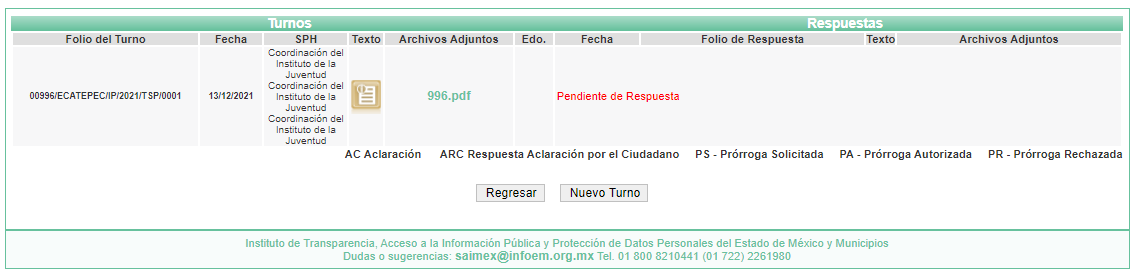 Turnos Respuestas
Folio del Turno Fecha SPH Texto Archivos Adjuntos Edo. Fecha Folio de Respuesta Texto Archivos Adjuntos
00996/ECATEPEC/IP/2021/TSP/0001 13/12/2021
Coordinación del
Instituto de la
Juventud
Coordinación del
Instituto de la
Juventud
Coordinación del
Instituto de la
Juventud
996.pdf
Pendiente de Respuesta
AC Aclaración ARC Respuesta Aclaración por el Ciudadano PS - Prórroga Solicitada PA - Prórroga Autorizada PR - Prórroga Rechazada
Regresar Nuevo Turno
Instituto de Transparencia, Acceso a la Información Pública y Protección de Datos Personales del Estado de México y Municipios
Dudas o sugerencias: saimex@infoem.org.mx Tel. 01 800 8210441 (01 722) 2261980